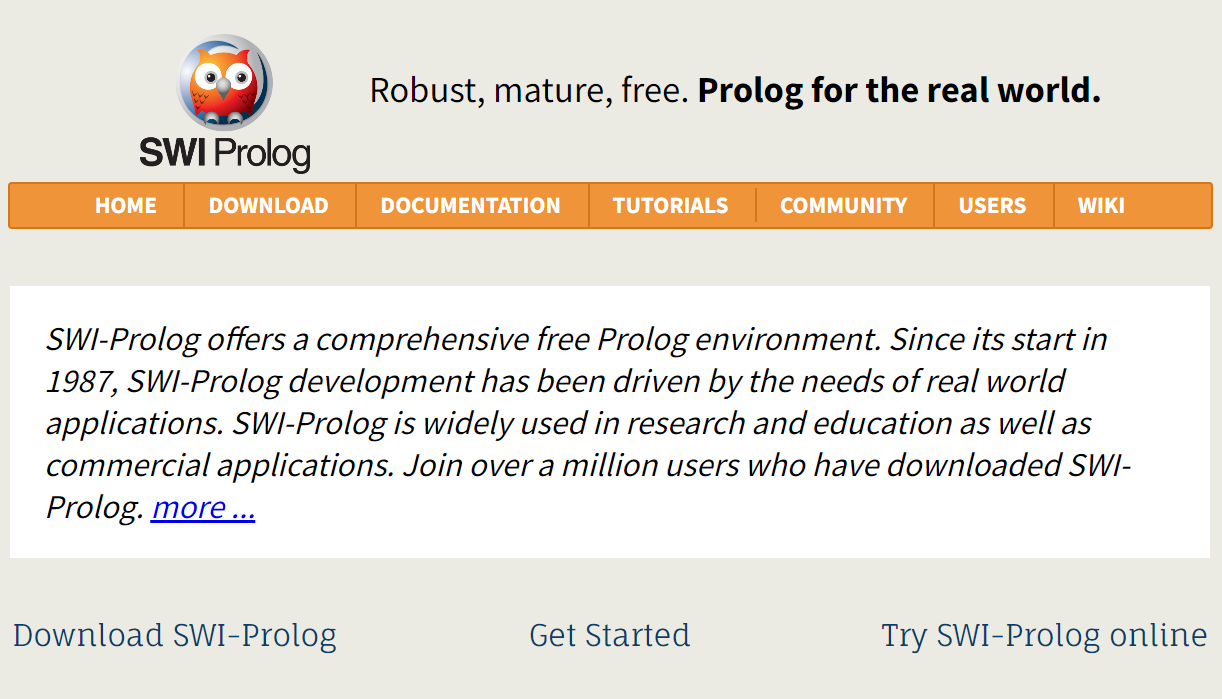 Robust, mature, free. Prolog for the real world.
SWI Prolog
HOME DOWNLOAD DOCUMENTATION TUTORIALS COMMUNITY USERS WIKI
SWI-Prolog offers a comprehensive free Prolog environment. Since its start in
1987, SWI-Prolog development has been driven by the needs of real world
applications. SWI-Prolog is widely used in research and education as well as
commercial applications. Join over a million users who have downloaded SWI-
Prolog. more ...
Download SWI-Prolog Get Started Try SWI-Prolog online